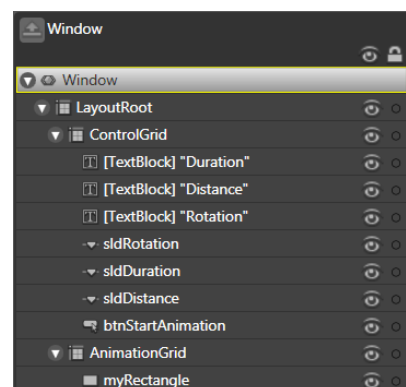 Window
Window
LayoutRoot
ControlGrid
[TextBlock] "Duration"
[TextBlock] "Distance"
[TextBlock] "Rotation"
sldRotation
sldDuration
sldDistance
btnStartAnimation
AnimationGrid
myRectangle